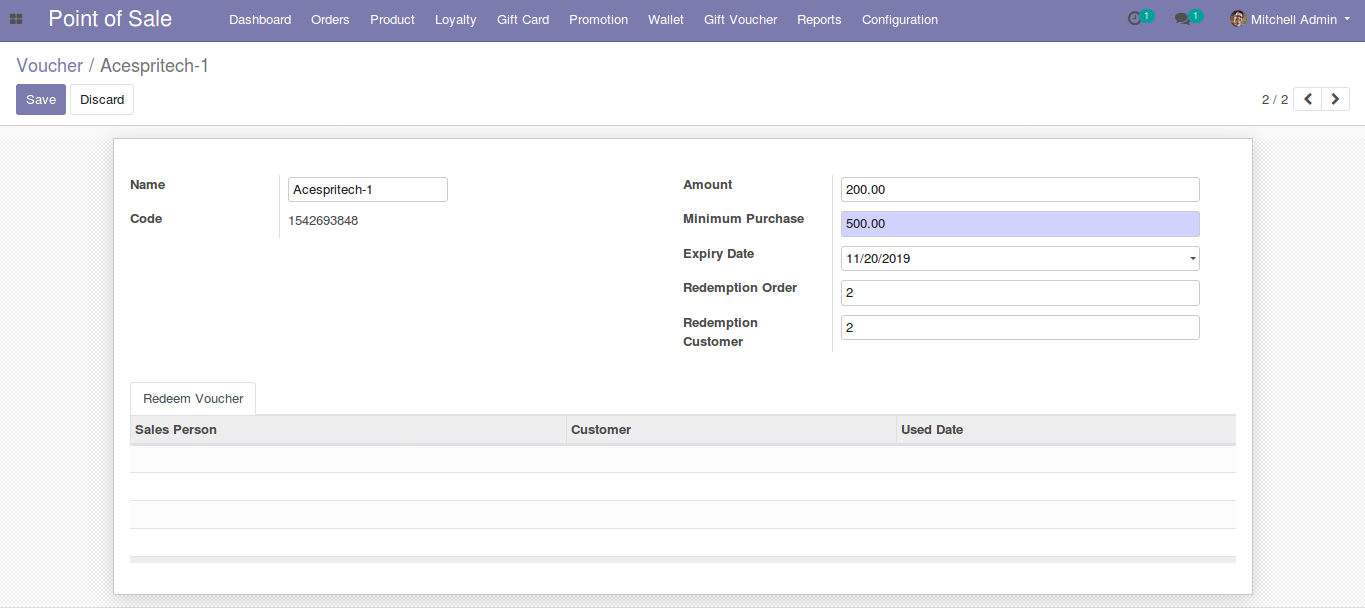 Point of Sale Dashboard Orders Product Loyalty Gift Card Promotion Wallet Gift Voucher Reports Configuration 1 1 Mitchell Admin
Voucher / Acespritech-1
Save Discard 2 / 2
Name Acespritech-1
Code 1542693848
Amount 200.00
Minimum Purchase 500.00
Expiry Date 11/20/2019
Redemption Order 2
Redemption Customer 2
Redeem Voucher
Sales Person Customer Used Date